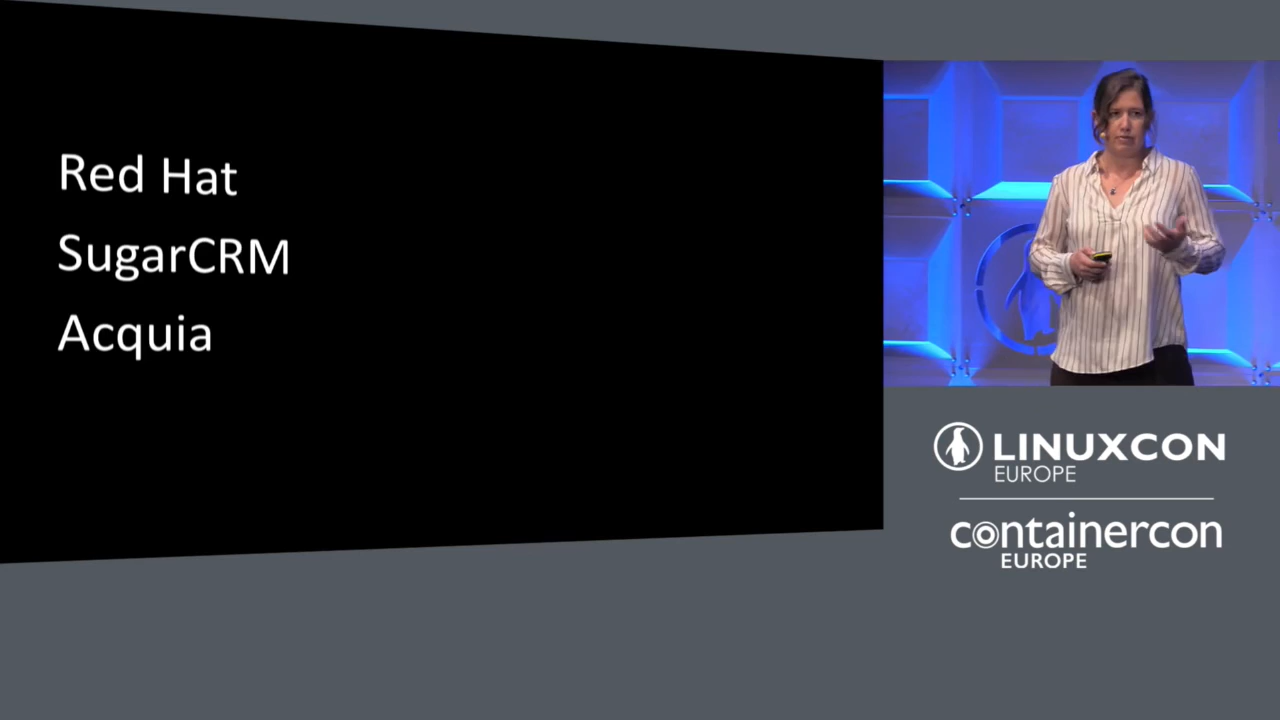 Red Hat
SugarCRM
Acquia
LINUXCON
EUROPE
containercon
EUROPE